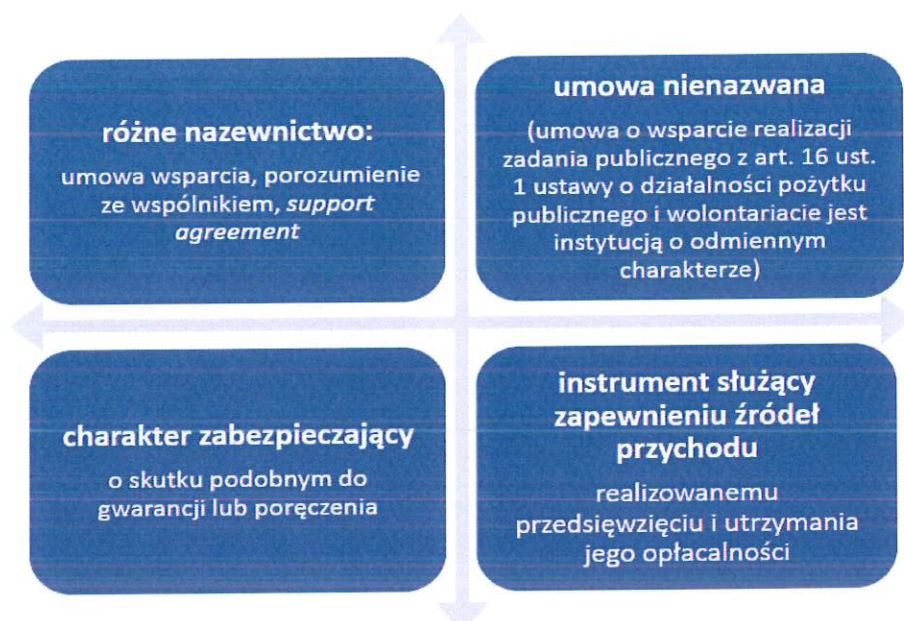 różne nazewnictwo:
umowa wsparcia, porozumienie
ze wspólnikiem, support
agreement
umowa nienazwana
(umowa o wsparcie realizacji
zadania publicznego z art. 16 ust.
1 ustawy o działalności pożytku
publicznego i wolontariacie jest
instytucją o odmiennym
charakterze)
charakter zabezpieczający
o skutku podobnym do
gwarancji lub poręczenia
instrument służący
zapewnieniu źródeł
przychodu
realizowanemu
przedsięwzięciu i utrzymania
jego opłacalności